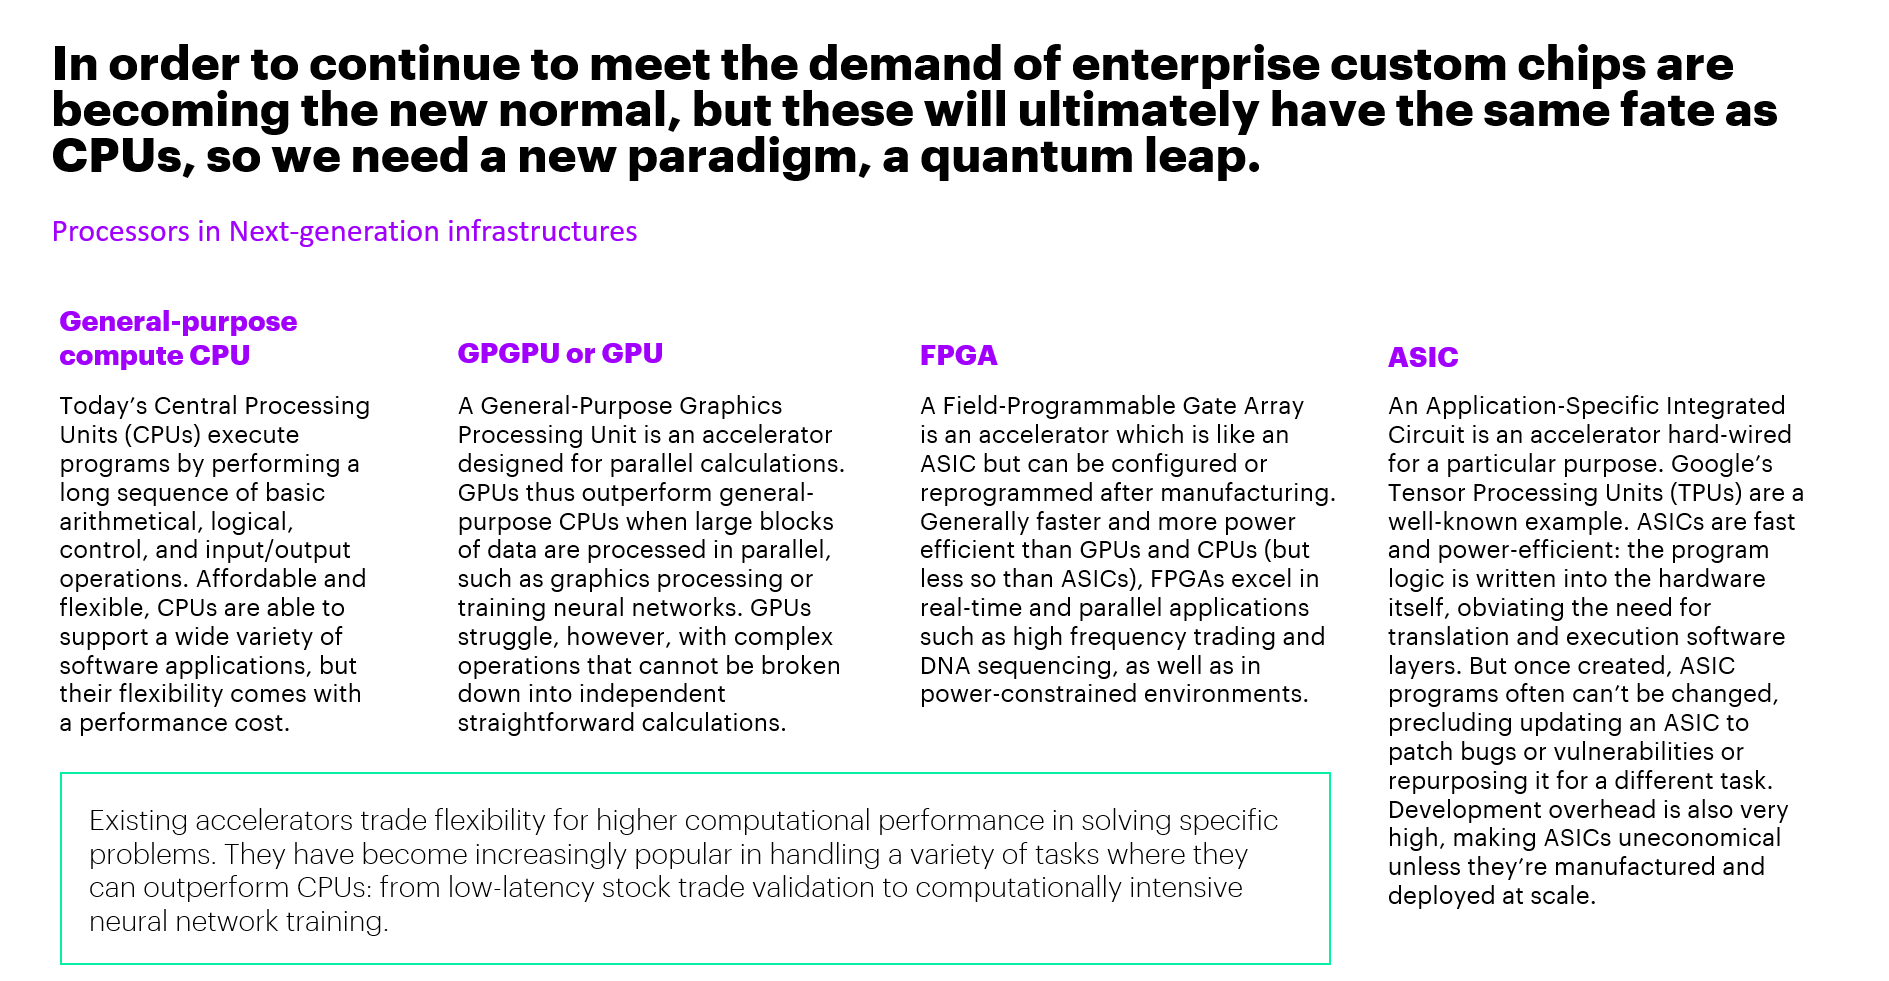 In order to continue to meet the demand of enterprise custom chips are
becoming the new normal, but these will ultimately have the same fate as
CPUs, so we need a new paradigm, a quantum leap.
Processors in Next-generation infrastructures
General-purpose
compute CPU
Today’s Central Processing
Units (CPUs) execute
programs by performing a
long sequence of basic
arithmetical, logical,
control, and input/output
operations. Affordable and
flexible, CPUs are able to
support a wide variety of
software applications, but
their flexibility comes with
a performance cost.
GPGPU or GPU
A General-Purpose Graphics
Processing Unit is an accelerator
designed for parallel calculations.
GPUs thus outperform general-
purpose CPUs when large blocks
of data are processed in parallel,
such as graphics processing or
training neural networks. GPUs
struggle, however, with complex
operations that cannot be broken
down into independent
straightforward calculations.
FPGA
A Field-Programmable Gate Array
is an accelerator which is like an
ASIC but can be configured or
reprogrammed after manufacturing.
Generally faster and more power
efficient than GPUs and CPUs (but
less so than ASICs), FPGAs excel in
real-time and parallel applications
such as high frequency trading and
DNA sequencing, as well as in
power-constrained environments.
ASIC
An Application-Specific Integrated
Circuit is an accelerator hard-wired
for a particular purpose. Google’s
Tensor Processing Units (TPUs) are a
well-known example. ASICs are fast
and power-efficient: the program
logic is written into the hardware
itself, obviating the need for
translation and execution software
layers. But once created, ASIC
programs often can’t be changed,
precluding updating an ASIC to
patch bugs or vulnerabilities or
repurposing it for a different task.
Development overhead is also very
high, making ASICs uneconomical
unless they’re manufactured and
deployed at scale.
Existing accelerators trade flexibility for higher computational performance in solving specific
problems. They have become increasingly popular in handling a variety of tasks where they
can outperform CPUs: from low-latency stock trade validation to computationally intensive
neural network training.